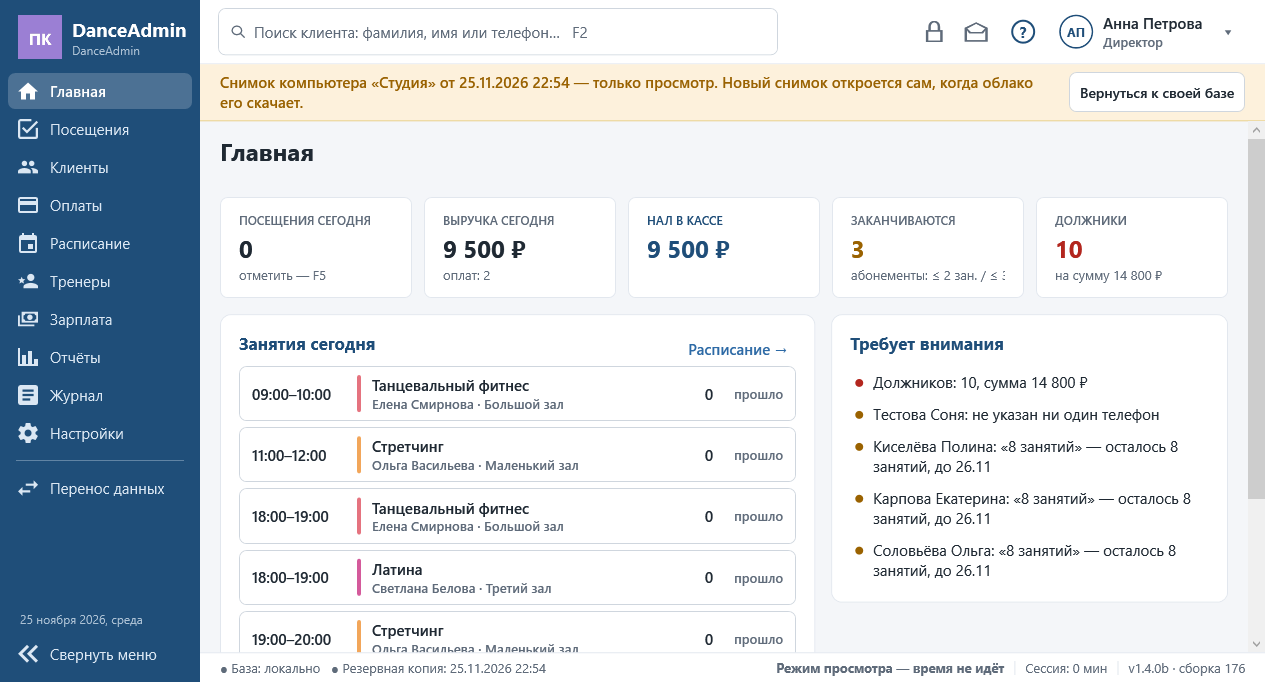 ПК
DanceAdmin
DanceAdmin
Главная
Посещения
Клиенты
Оплаты
Расписание
Тренеры
Зарплата
Отчёты
Журнал
Настройки
Перенос данных
25 ноября 2026, среда
Свернуть меню
Поиск клиента: фамилия, имя или телефон... F2
?
АП
Анна Петрова
Директор
Снимок компьютера «Студия» от 25.11.2026 22:54 — только просмотр. Новый снимок откроется сам, когда облако
его скачает.
Вернуться к своей базе
Главная
ПОСЕЩЕНИЯ СЕГОДНЯ
0
отметить — F5
ВЫРУЧКА СЕГОДНЯ
9 500 ₽
оплат: 2
НАЛ В КАССЕ
9 500 ₽
ЗАКАНЧИВАЮТСЯ
3
абонементы: ≤ 2 зан. / ≤
ДОЛЖНИКИ
10
на сумму 14 800 ₽
Занятия сегодня
Расписание →
09:00–10:00
Танцевальный фитнес
Елена Смирнова · Большой зал
0
прошло
11:00–12:00
Стретчинг
Ольга Васильева · Маленький зал
0
прошло
18:00–19:00
Танцевальный фитнес
Елена Смирнова · Большой зал
0
прошло
18:00–19:00
Латина
Светлана Белова · Третий зал
0
прошло
19:00–20:00
Стретчинг
Ольга Васильева · Маленький зал
0
прошло
Требует внимания
Должников: 10, сумма 14 800 ₽
Тестова Соня: не указан ни один телефон
Киселёва Полина: «8 занятий» — осталось 8
занятий, до 26.11
Карпова Екатерина: «8 занятий» — осталось 8
занятий, до 26.11
Соловьёва Ольга: «8 занятий» — осталось 8
занятий, до 26.11
База: локально
Резервная копия: 25.11.2026 22:54
Режим просмотра — время не идёт
Сессия: 0 мин
v1.4.0b · сборка 176